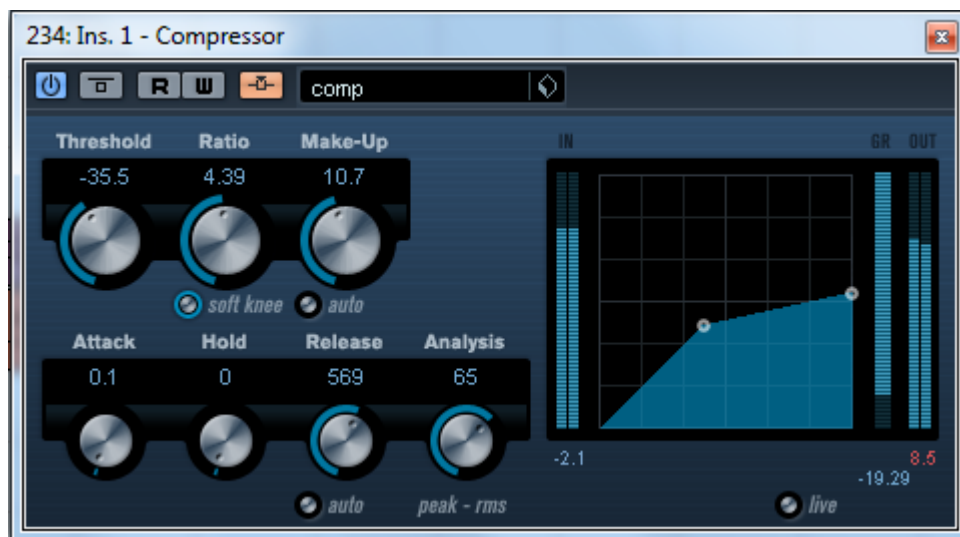 234: Ins. 1 - Compressor
R W comp
Threshold Ratio Make-Up
-35.5 4.39 10.7
soft knee auto
Attack Hold Release Analysis
0.1 0 569 65
auto peak - rms
IN GR OUT
-2.1 8.5
-19.29
live